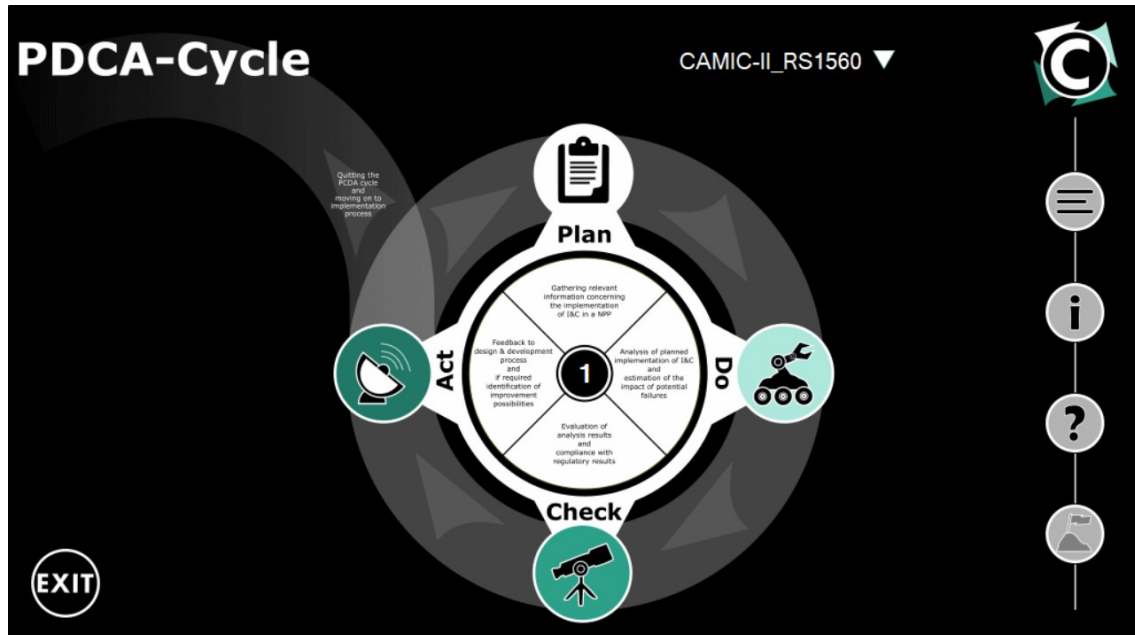 PDCA-Cycle
CAMIC-II_RS1560
C
Quitting the
PCDA cycle
and
moving on to
implementation
process
Plan
Gathering relevant
information concerning
the implementation
of I&C in a NPP
Act
Feedback to
design & development
process
and
if required
identification of
improvement
possibilities
1
Analysis of planned
implementation of I&C
and
estimation of the
impact of potential
failures
Do
Evaluation of
analysis results
and
compliance with
regulatory results
Check
i
?
EXIT